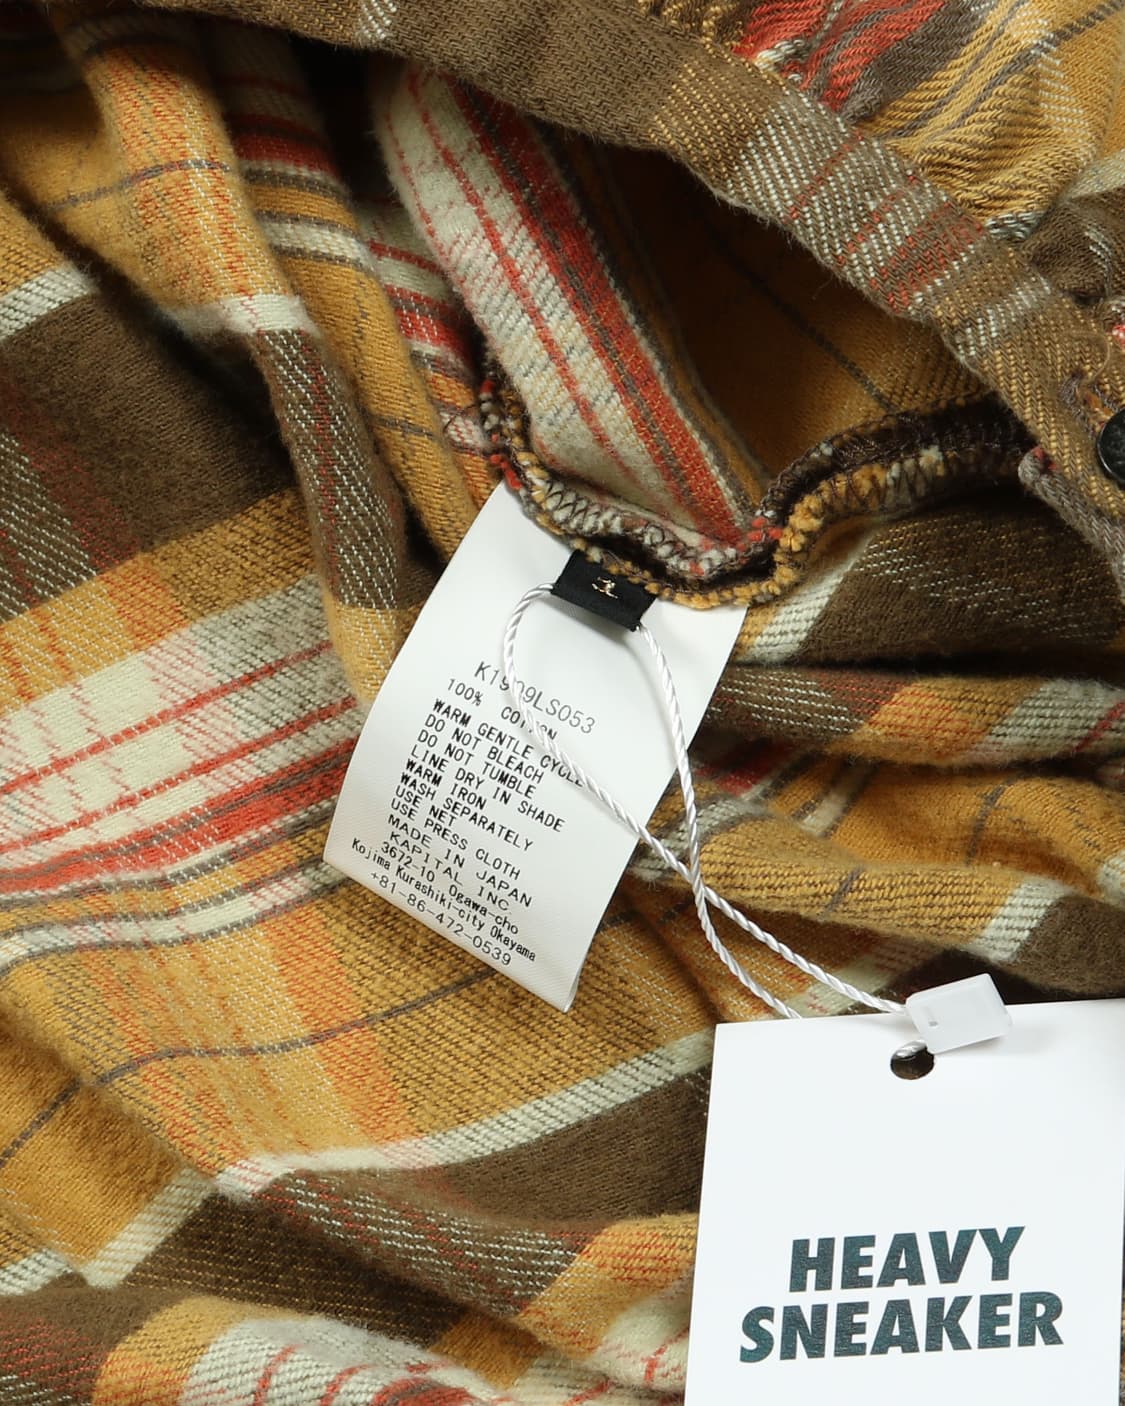 K1909LS053
100% COTTON
WARM GENTLE CYCLE
DO NOT BLEACH
DO NOT TUMBLE
LINE DRY IN SHADE
WARM IRON
WASH SEPARATELY
USE NET
USE PRESS CLOTH
MADE IN JAPAN
KAPITAL INC.
3672-10 Ogawa-cho
Kojima Kurashiki-city Okayama
+81-86-472-0539
HEAVY
SNEAKER